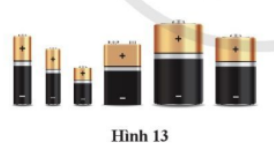 + + + + + +
- - - - - -
Hình 13